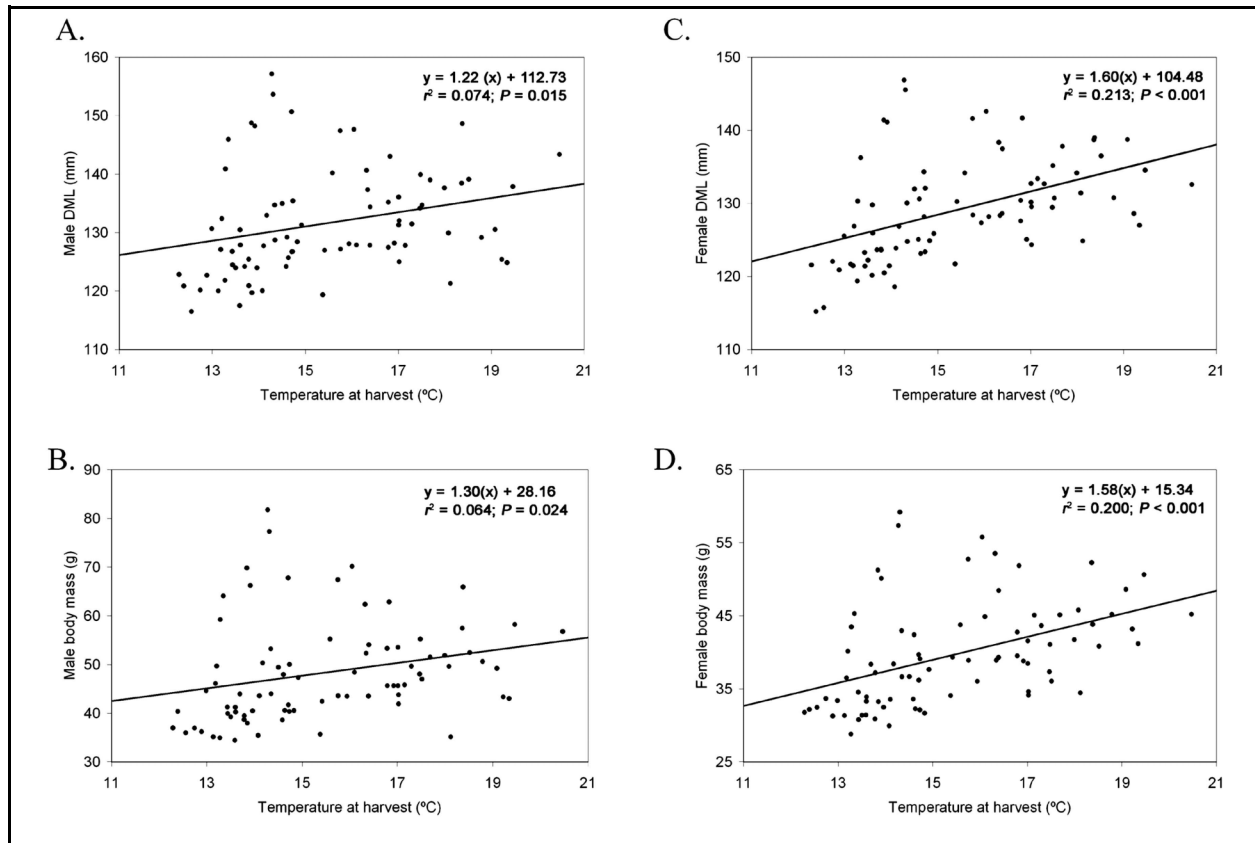 A.
160
150
140
130
120
110
Male DML (mm)
y = 1.22 (x) + 112.73
r² = 0.074; P = 0.015
11 13 15 17 19 21
Temperature at harvest (ºC)
C.
150
140
130
120
110
Female DML (mm)
y = 1.60(x) + 104.48
r² = 0.213; P < 0.001
11 13 15 17 19 21
Temperature at harvest (ºC)
B.
90
80
70
60
50
40
30
Male body mass (g)
y = 1.30(x) + 28.16
r² = 0.064; P = 0.024
11 13 15 17 19 21
Temperature at harvest (ºC)
D.
65
55
45
35
25
Female body mass (g)
y = 1.58(x) + 15.34
r² = 0.200; P < 0.001
11 13 15 17 19 21
Temperature at harvest (ºC)